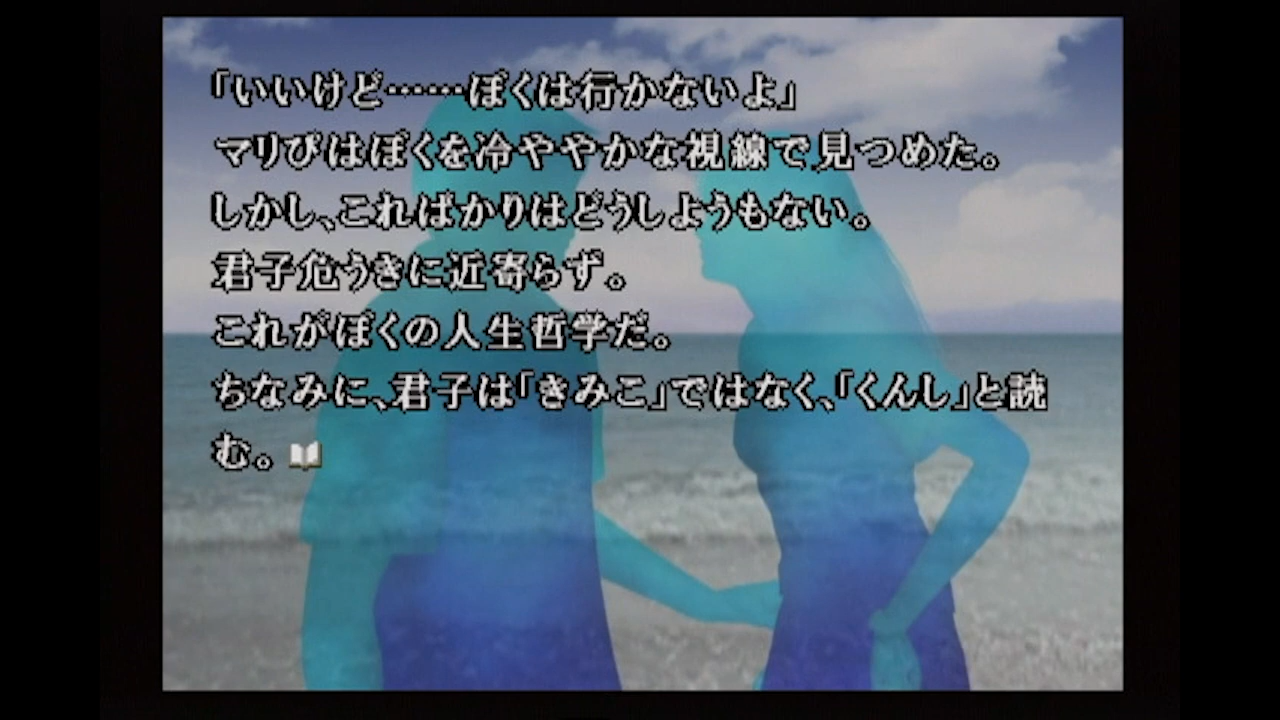 「いいけど……ぼくは行かないよ」
マリぴはぼくを冷ややかな視線で見つめた。
しかし、こればかりはどうしようもない。
君子危うきに近寄らず。
これがぼくの人生哲学だ。
ちなみに、君子は「きみこ」ではなく、「くんし」と読
む。